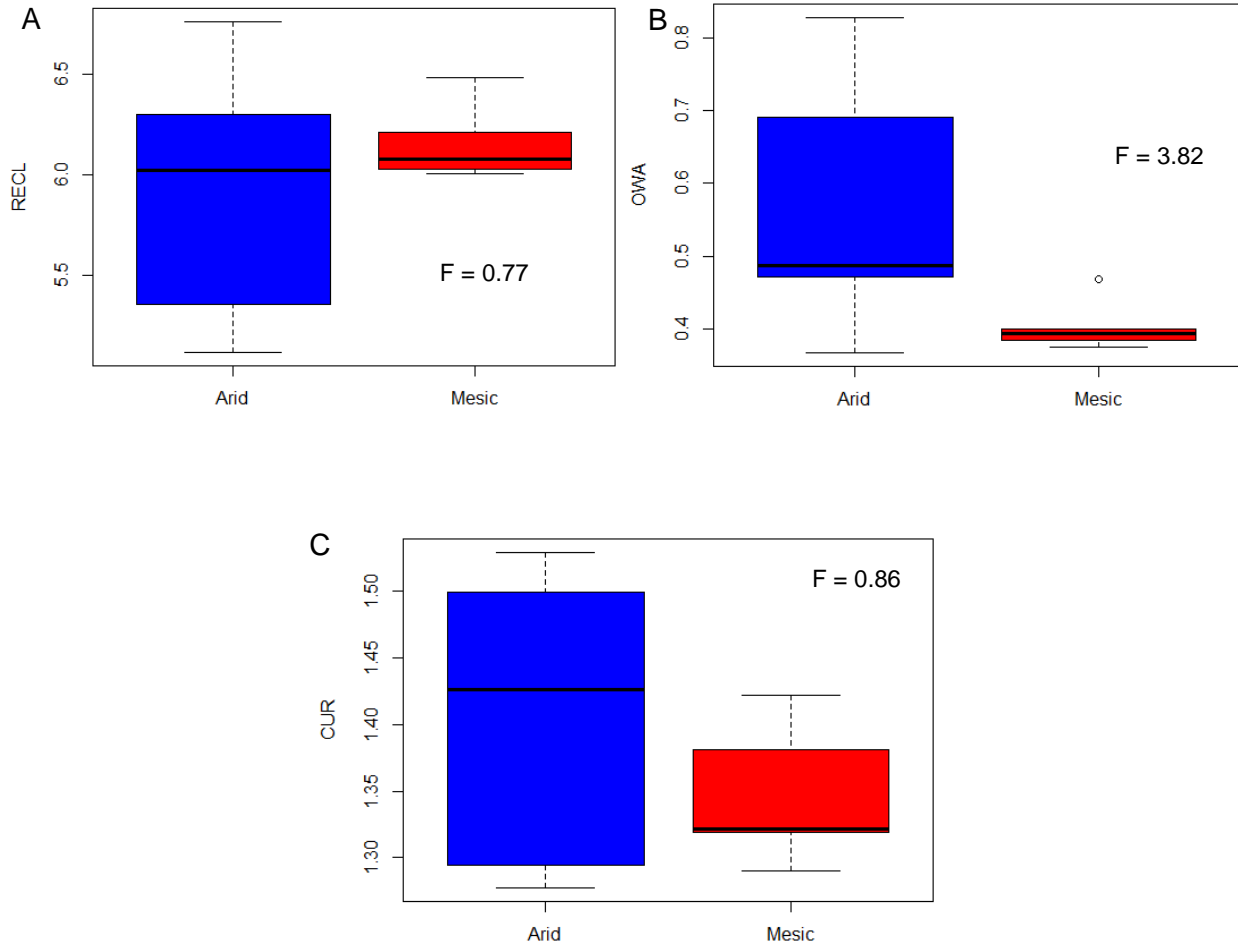 A
RECL
6.5
6.0
5.5
F = 0.77
Arid
Mesic
B
OWA
0.8
0.7
0.6
0.5
0.4
F = 3.82
Arid
Mesic
C
CUR
1.50
1.45
1.40
1.35
1.30
F = 0.86
Arid
Mesic